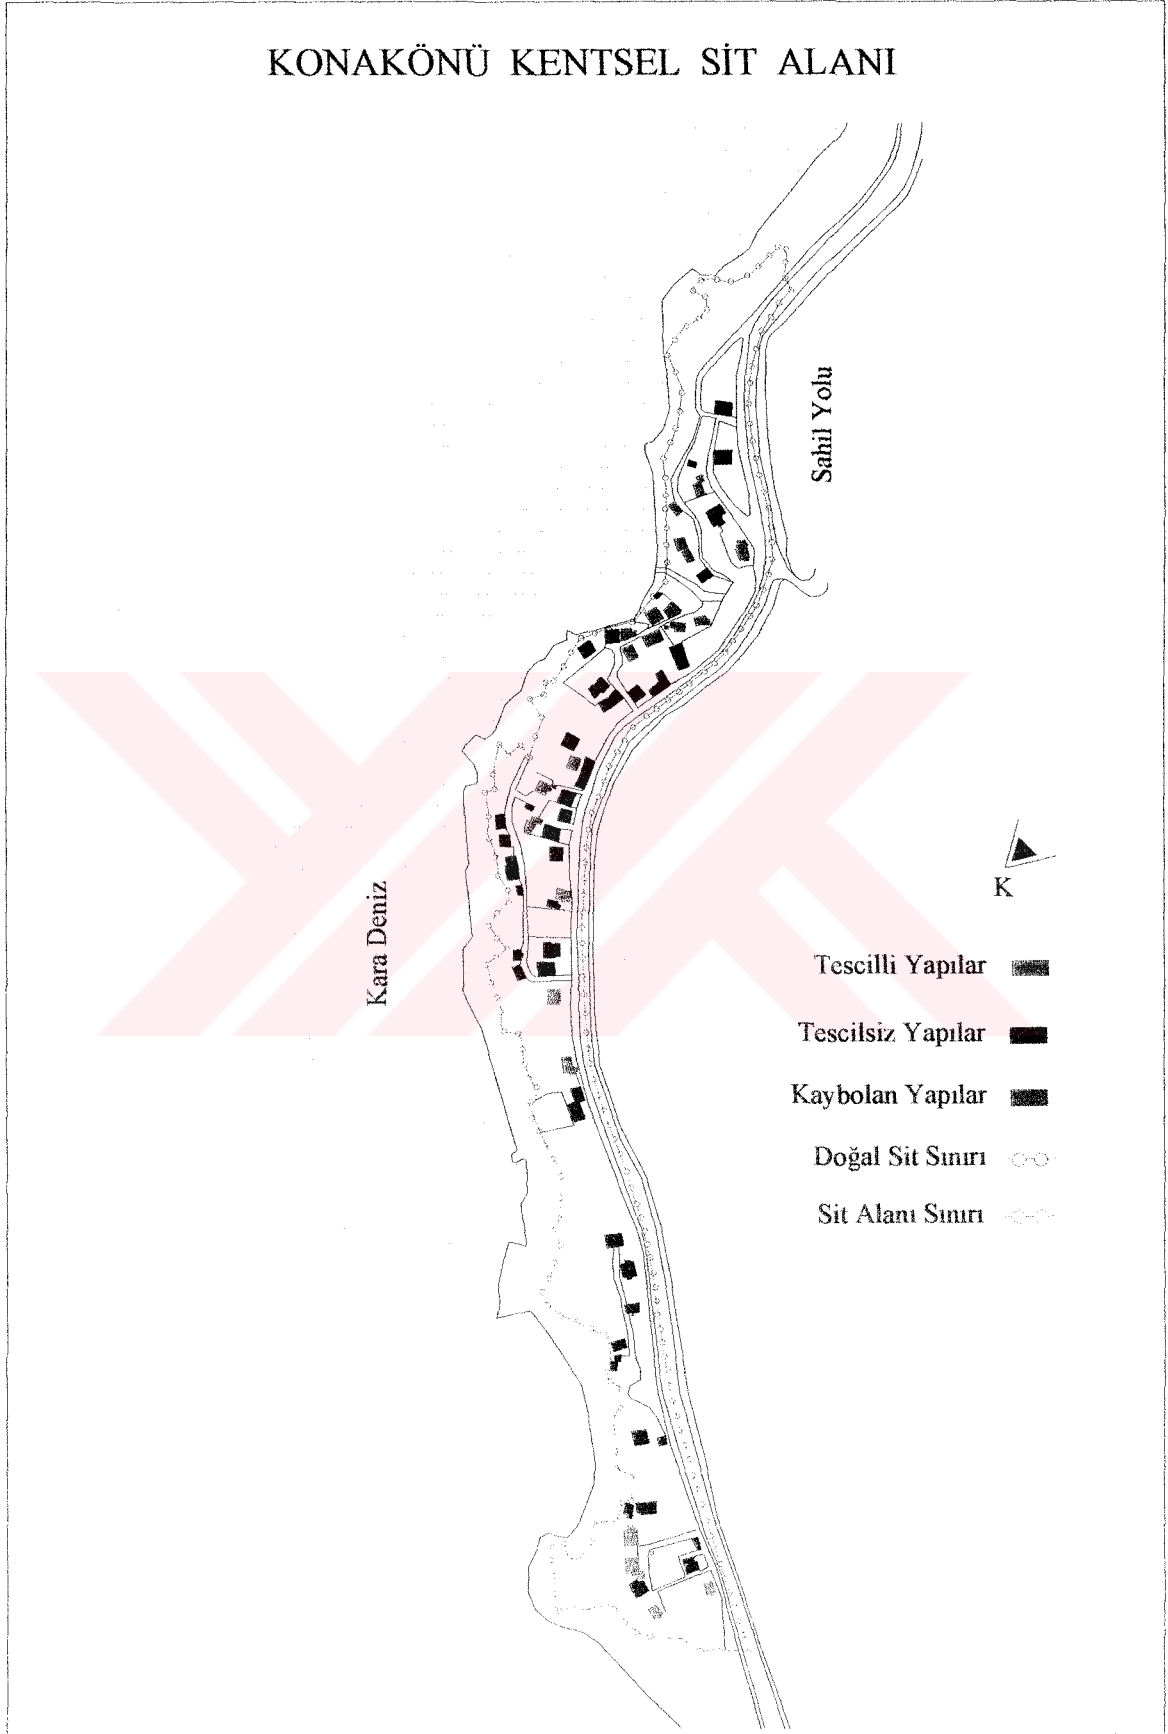 KONAKÖNÜ KENTSEL SİT ALANI
Sahil Yolu
Kara Deniz
K
Tescilli Yapılar
Tescilsiz Yapılar
Kaybolan Yapılar
Doğal Sit Sınırı
Sit Alanı Sınırı